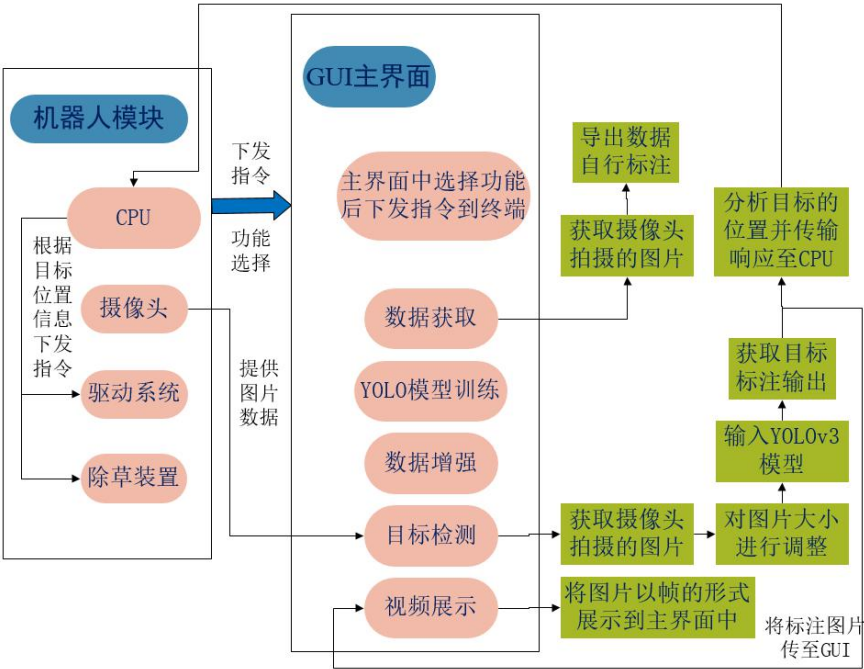 机器人模块
CPU
根据
目标
位置
信息
下发
指令
摄像头
驱动系统
除草装置
下发
指令
功能
选择
提供
图片
数据
GUI主界面
主界面中选择功能
后下发指令到终端
数据获取
YOLO模型训练
数据增强
目标检测
视频展示
导出数据
自行标注
获取摄像头
拍摄的图片
分析目标的
位置并传输
响应至CPU
获取目标
标注输出
输入YOLOv3
模型
获取摄像头
拍摄的图片
对图片大小
进行调整
将图片以帧的形式
展示到主界面中
将标注图片
传至GUI